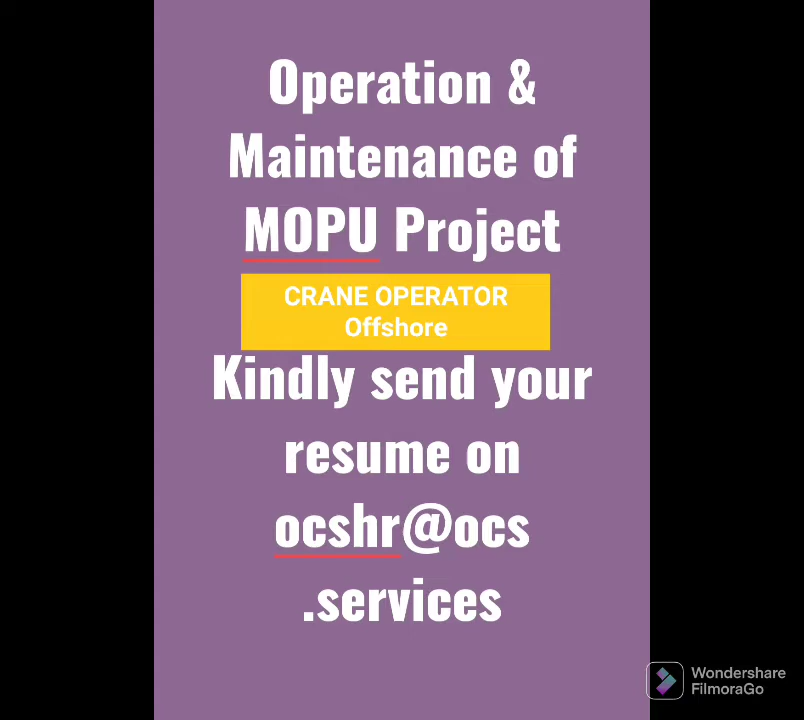 Operation &
Maintenance of
MOPU Project
CRANE OPERATOR
Offshore
Kindly send your
resume on
ocshr@ocs
.services
Wondershare
FilmoraGo